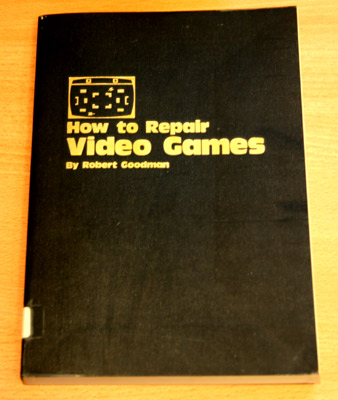 How to Repair
Video Games
By Robert Goodman